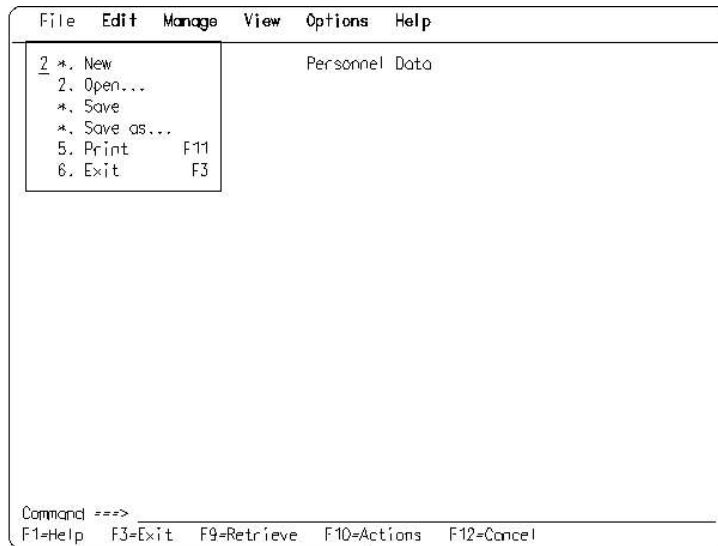 File Edit Manage View Options Help
2 *. New Personnel Data
2. Open...
*. Save
*. Save as...
5. Print F11
6. Exit F3
Command ===>
F1=Help F3=Exit F9=Retrieve F10=Actions F12=Cancel